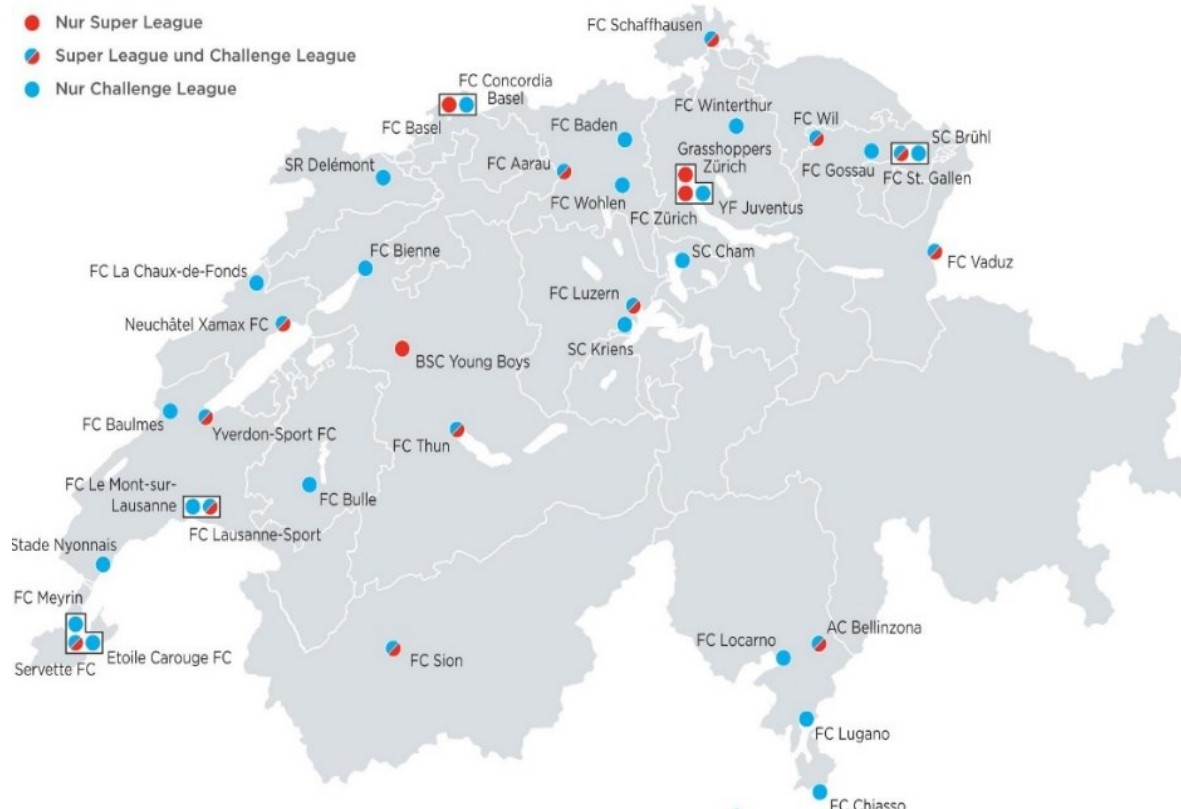 Nur Super League
Super League und Challenge League
Nur Challenge League
FC Schaffhausen
FC Concordia
Basel
FC Basel
FC Baden
FC Winterthur
FC Wil
SC Brühl
Grasshoppers
Zürich
SR Delémont
FC Aarau
FC Gossau
FC St. Gallen
FC Wohlen
FC Zürich
YF Juventus
FC Bienne
SC Cham
FC Vaduz
FC La Chaux-de-Fonds
FC Luzern
Neuchâtel Xamax FC
SC Kriens
BSC Young Boys
FC Baulmes
Yverdon-Sport FC
FC Thun
FC Le Mont-sur-
Lausanne
FC Bulle
FC Lausanne-Sport
Stade Nyonnais
FC Meyrin
Etoile Carouge FC
Servette FC
FC Sion
FC Locarno
AC Bellinzona
FC Lugano
FC Chiasso